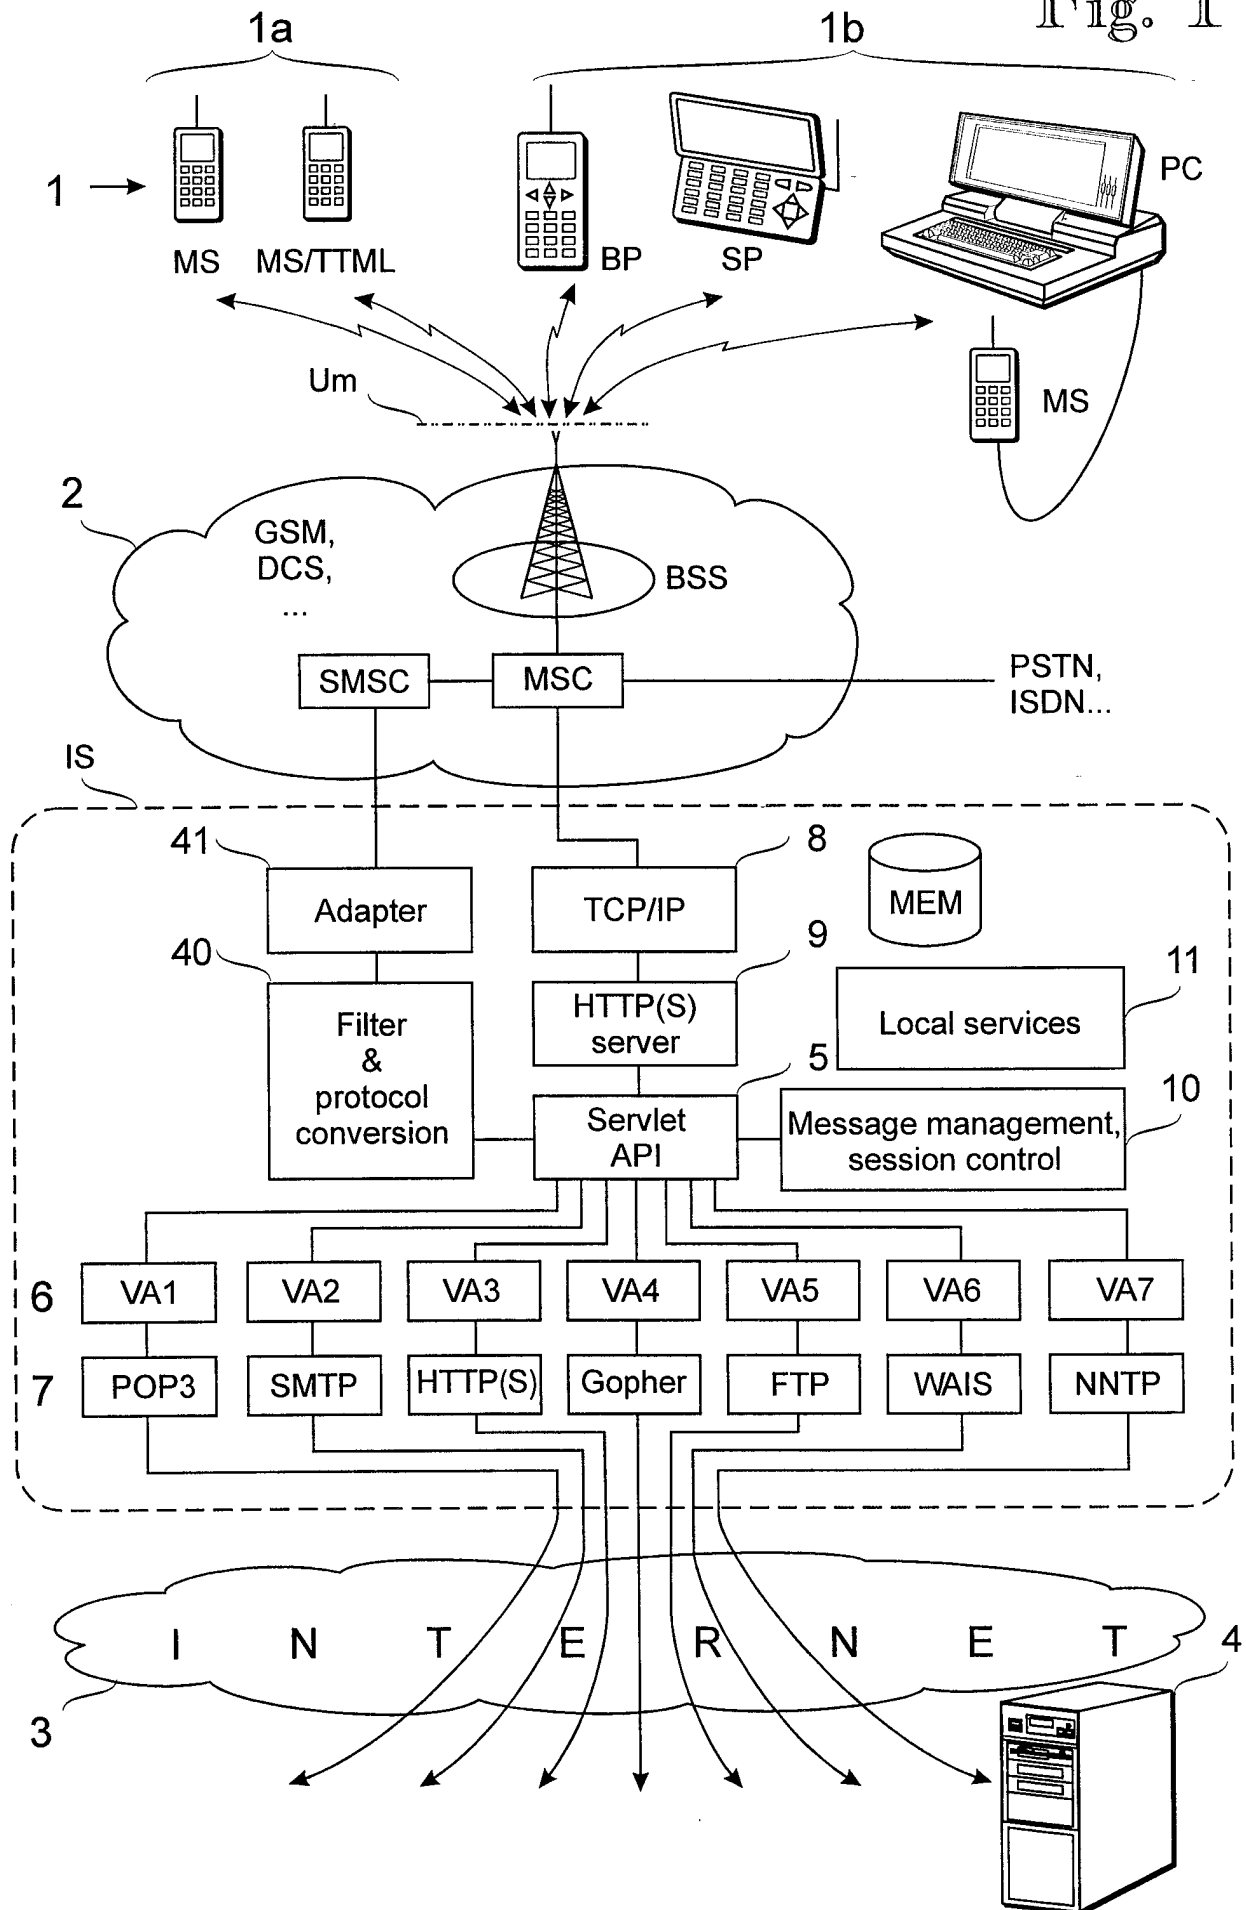 Fig. 1
1a
1b
1
MS
MS/TTML
BP
SP
PC
MS
Um
2
GSM,
DCS,
...
BSS
SMSC
MSC
PSTN,
ISDN...
IS
41
Adapter
8
TCP/IP
MEM
40
Filter
&
protocol
conversion
9
HTTP(S)
server
11
Local services
5
Servlet
API
10
Message management,
session control
6
VA1
VA2
VA3
VA4
VA5
VA6
VA7
7
POP3
SMTP
HTTP(S)
Gopher
FTP
WAIS
NNTP
I N T E R N E T
3
4